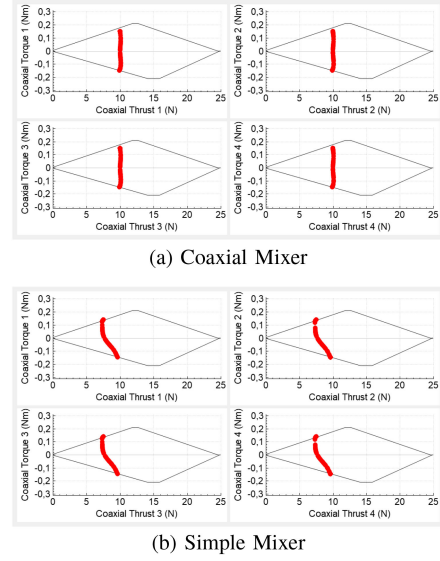 0,3
0,2
0,1
0
-0,1
-0,2
-0,3
Coaxial Torque 1 (Nm)
0 5 10 15 20 25
Coaxial Thrust 1 (N)
0,3
0,2
0,1
0
-0,1
-0,2
-0,3
Coaxial Torque 2 (Nm)
0 5 10 15 20 25
Coaxial Thrust 2 (N)
0,3
0,2
0,1
0
-0,1
-0,2
-0,3
Coaxial Torque 3 (Nm)
0 5 10 15 20 25
Coaxial Thrust 3 (N)
0,3
0,2
0,1
0
-0,1
-0,2
-0,3
Coaxial Torque 4 (Nm)
0 5 10 15 20 25
Coaxial Thrust 4 (N)
(a) Coaxial Mixer
0,3
0,2
0,1
0
-0,1
-0,2
-0,3
Coaxial Torque 1 (Nm)
0 5 10 15 20 25
Coaxial Thrust 1 (N)
0,3
0,2
0,1
0
-0,1
-0,2
-0,3
Coaxial Torque 2 (Nm)
0 5 10 15 20 25
Coaxial Thrust 2 (N)
0,3
0,2
0,1
0
-0,1
-0,2
-0,3
Coaxial Torque 3 (Nm)
0 5 10 15 20 25
Coaxial Thrust 3 (N)
0,3
0,2
0,1
0
-0,1
-0,2
-0,3
Coaxial Torque 4 (Nm)
0 5 10 15 20 25
Coaxial Thrust 4 (N)
(b) Simple Mixer